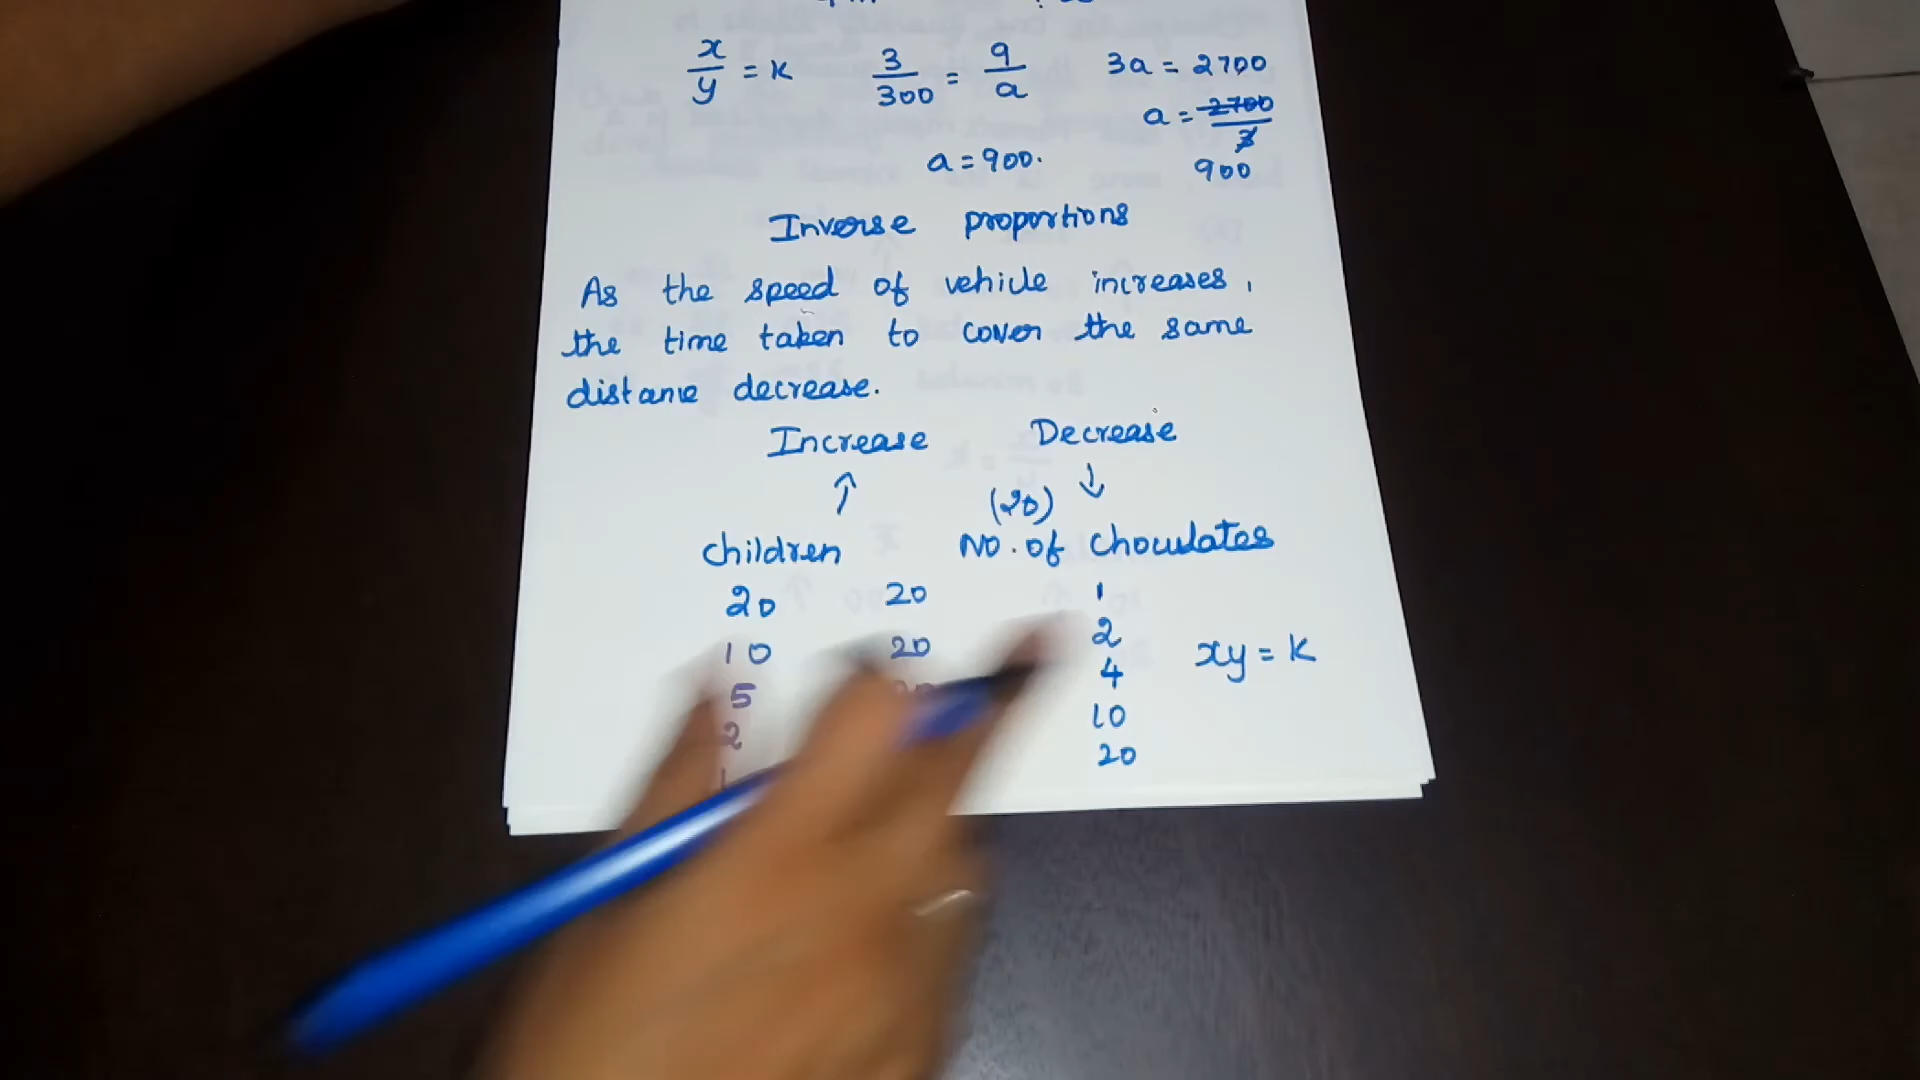 x/y = k 3/300 = 9/a 3a = 2700
a = 2700/3
a = 900. 900
Inverse proportions
As the speed of vehicle increases,
the time taken to cover the same
distance decrease.
Increase Decrease
↑ (20) ↓
children No. of Choculates
20 20 1
10 20 2 xy = k
5 4
2 10
1 20